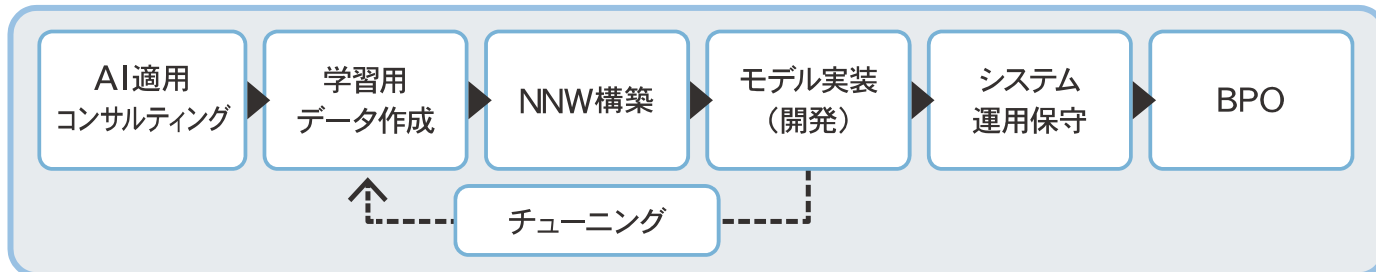 AI適用
コンサルティング
学習用
データ作成
NNW構築
モデル実装
（開発）
システム
運用保守
BPO
チューニング